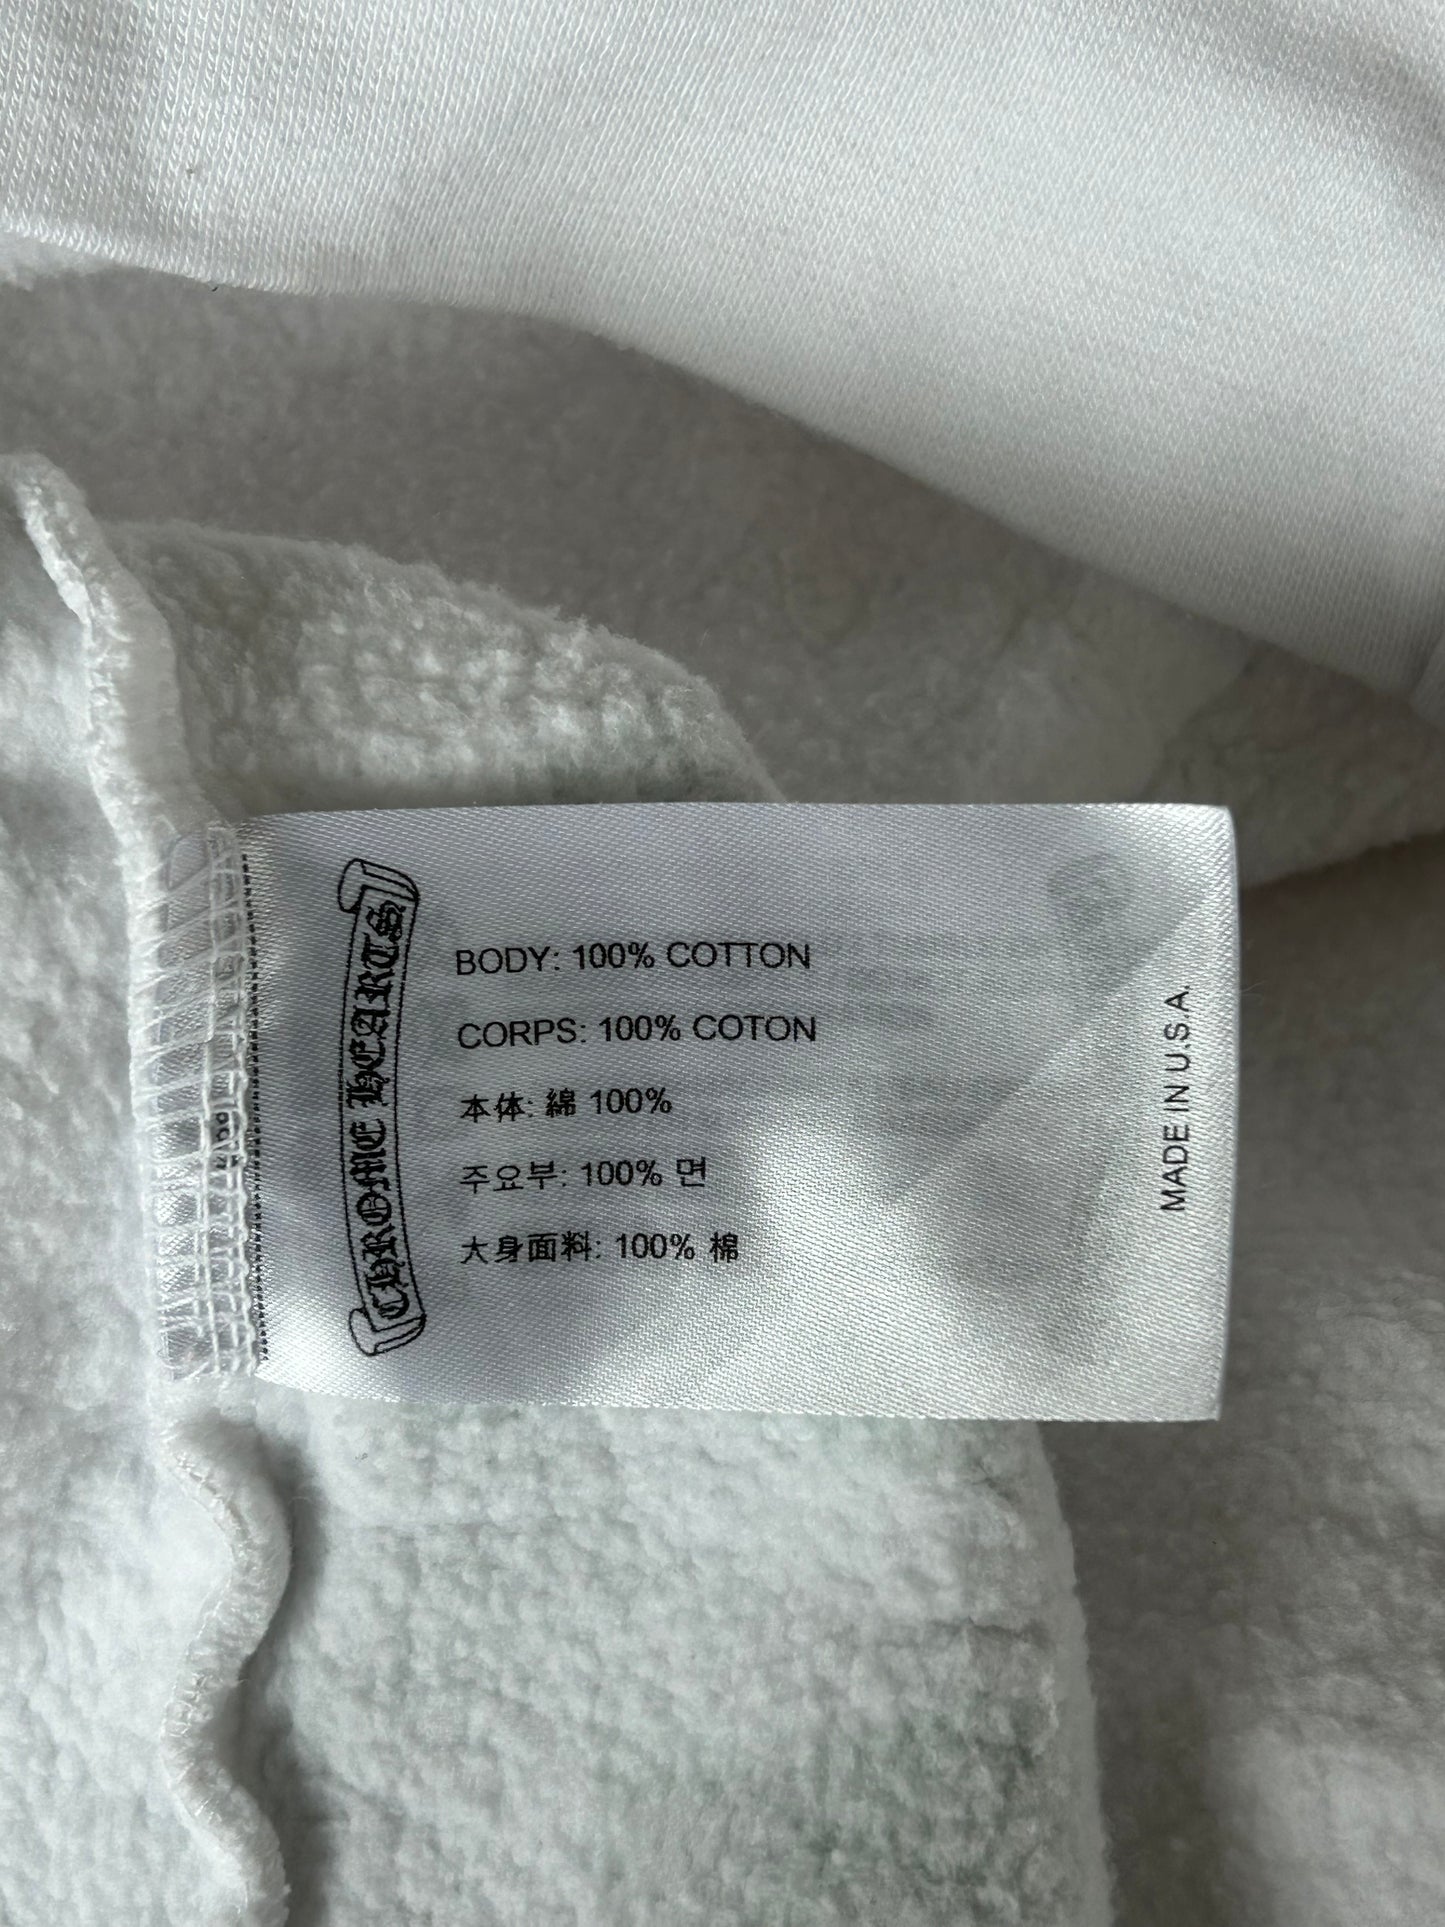 CHROME HEARTS
BODY: 100% COTTON
CORPS: 100% COTON
本体: 綿 100%
주요부: 100% 면
大身面料: 100% 棉
MADE IN U.S.A.